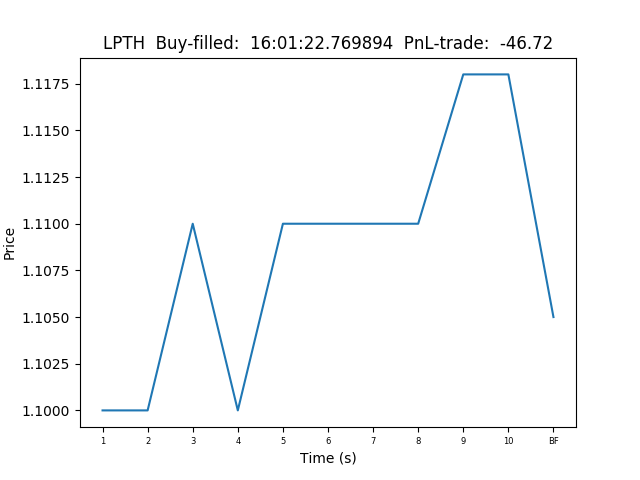 LPTH  Buy-filled:  16:01:22.769894  PnL-trade:  -46.72
1.1175
1.1150
1.1125
1.1100
1.1075
1.1050
1.1025
1.1000
Price
1 2 3 4 5 6 7 8 9 10 BF
Time (s)